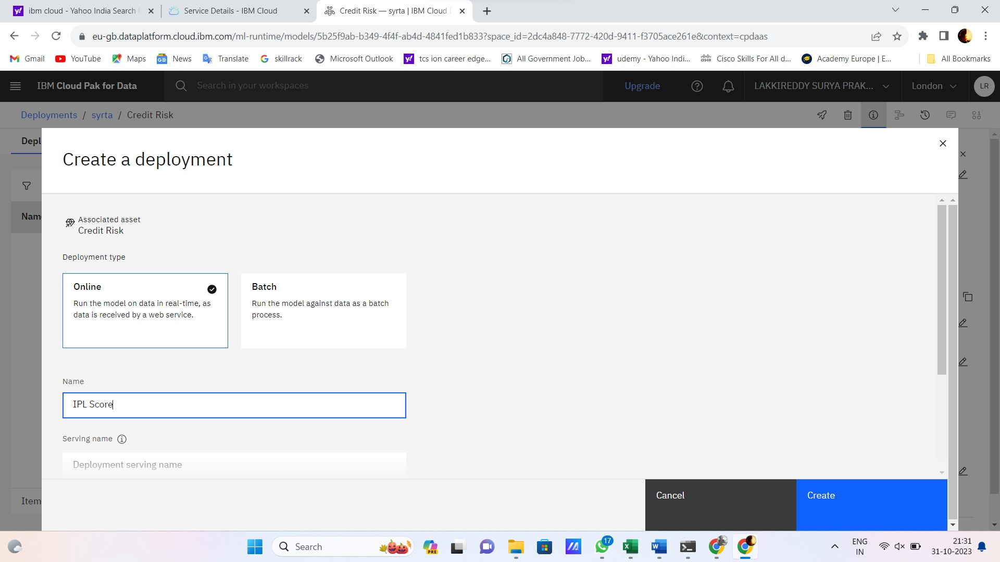 ibm cloud - Yahoo India Search
Service Details - IBM Cloud
Credit Risk — syrta | IBM Cloud
eu-gb.dataplatform.cloud.ibm.com/ml-runtime/models/5b25f9ab-b349-4f4f-ab4d-4841fed1b833?space_id=2dc4a848-7772-420d-9411-f3705ace261e&context=cpdaas
Gmail
YouTube
Maps
News
Translate
skillrack
Microsoft Outlook
tcs ion career edge...
All Government Job...
udemy - Yahoo Indi...
Cisco Skills For All d...
Academy Europe | E...
All Bookmarks
IBM Cloud Pak for Data
Search in your workspaces
Upgrade
LAKKIREDDY SURYA PRAK...
London
LR
Deployments / syrta / Credit Risk
Depl
Create a deployment
Nam
Associated asset
Credit Risk
Deployment type
Online
Run the model on data in real-time, as
data is received by a web service.
Batch
Run the model against data as a batch
process.
Name
IPL Score
Serving name
Deployment serving name
Item
Cancel
Create
Search
PRE
17
ENG
IN
21:31
31-10-2023